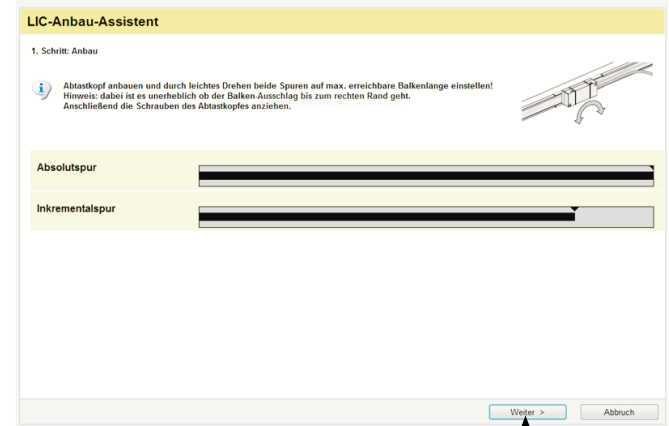 LIC-Anbau-Assistent
1. Schritt: Anbau
Abtastkopf anbauen und durch leichtes Drehen beide Spuren auf max. erreichbare Balkenlänge einstellen!
Hinweis: dabei ist es unerheblich ob der Balken-Ausschlag bis zum rechten Rand geht.
Anschließend die Schrauben des Abtastkopfes anziehen.
Absolutspur
Inkrementalspur
Weiter >
Abbruch